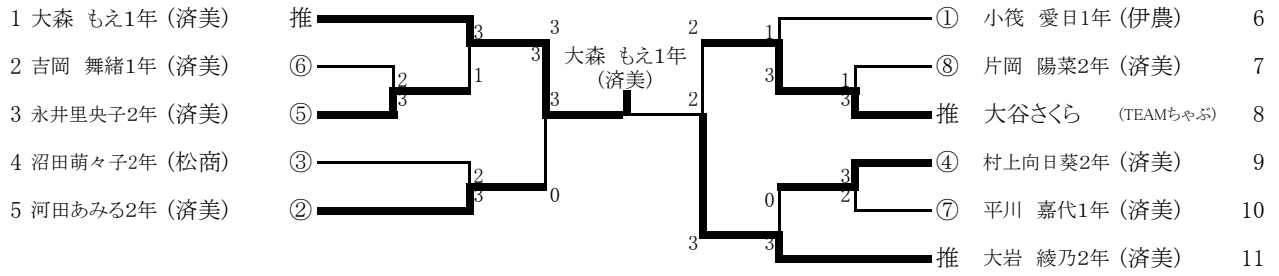 1 大森 もえ1年 (済美) 推
2 吉岡 舞緒1年 (済美) ⑥
3 永井里央子2年 (済美) ⑤
4 沼田萌々子2年 (松商) ③
5 河田あみる2年 (済美) ②
3
3
3
1
2
3
3
2
3
0
大森 もえ1年
(済美)
2
1
3
1
3
2
3
2
0
3
3
① 小筏 愛日1年 (伊農) 6
⑧ 片岡 陽菜2年 (済美) 7
推 大谷さくら (TEAMちゃぶ) 8
④ 村上向日葵2年 (済美) 9
⑦ 平川 嘉代1年 (済美) 10
推 大岩 綾乃2年 (済美) 11